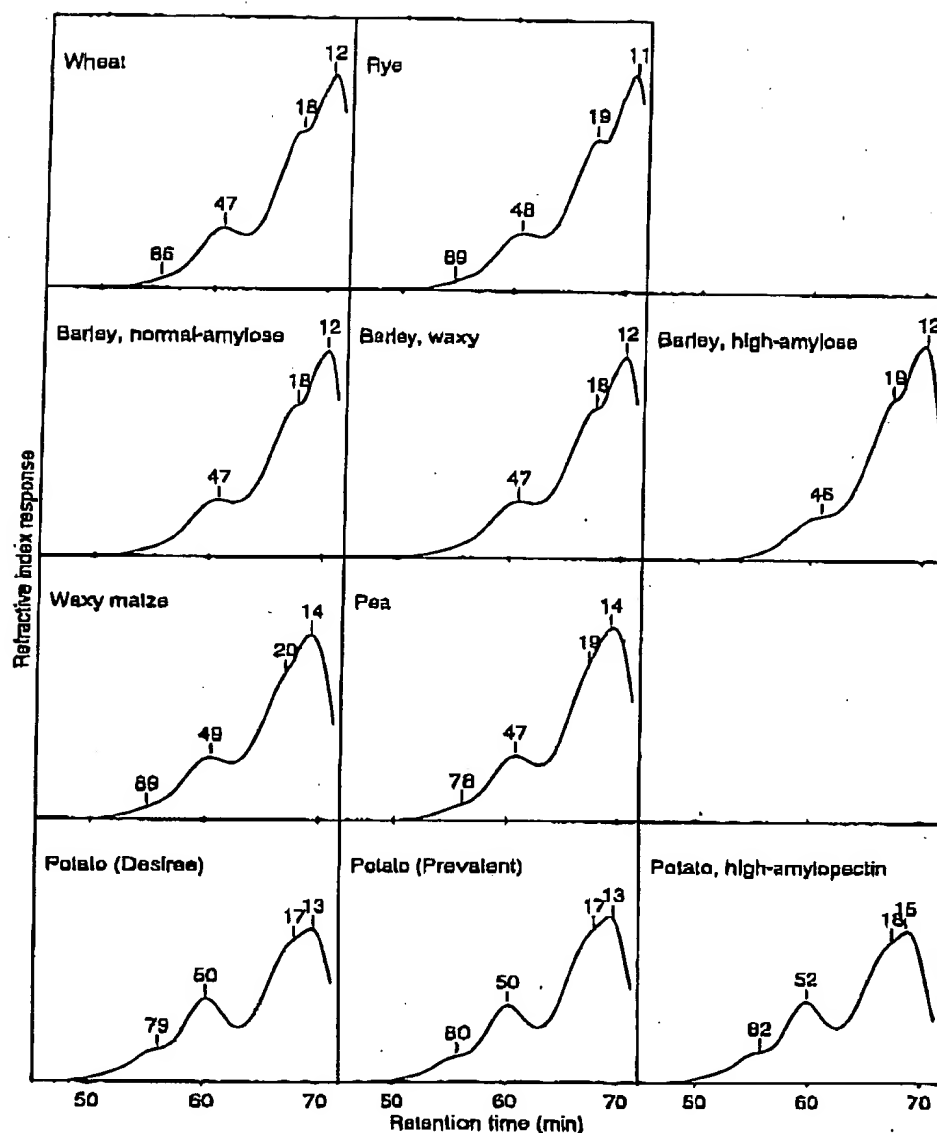 Wheat
12
18
47
86
Rye
11
19
48
89
Barley, normal-amylose
12
18
47
Barley, waxy
12
18
47
Barley, high-amylose
12
19
46
Waxy maize
14
20
49
89
Pea
14
19
47
78
Potato (Desiree)
17 13
50
79
Potato (Prevalent)
17 13
50
80
Potato, high-amylopectin
18 15
52
82
50 60 70 50 60 70 50 60 70
Retention time (min)
Refractive index response